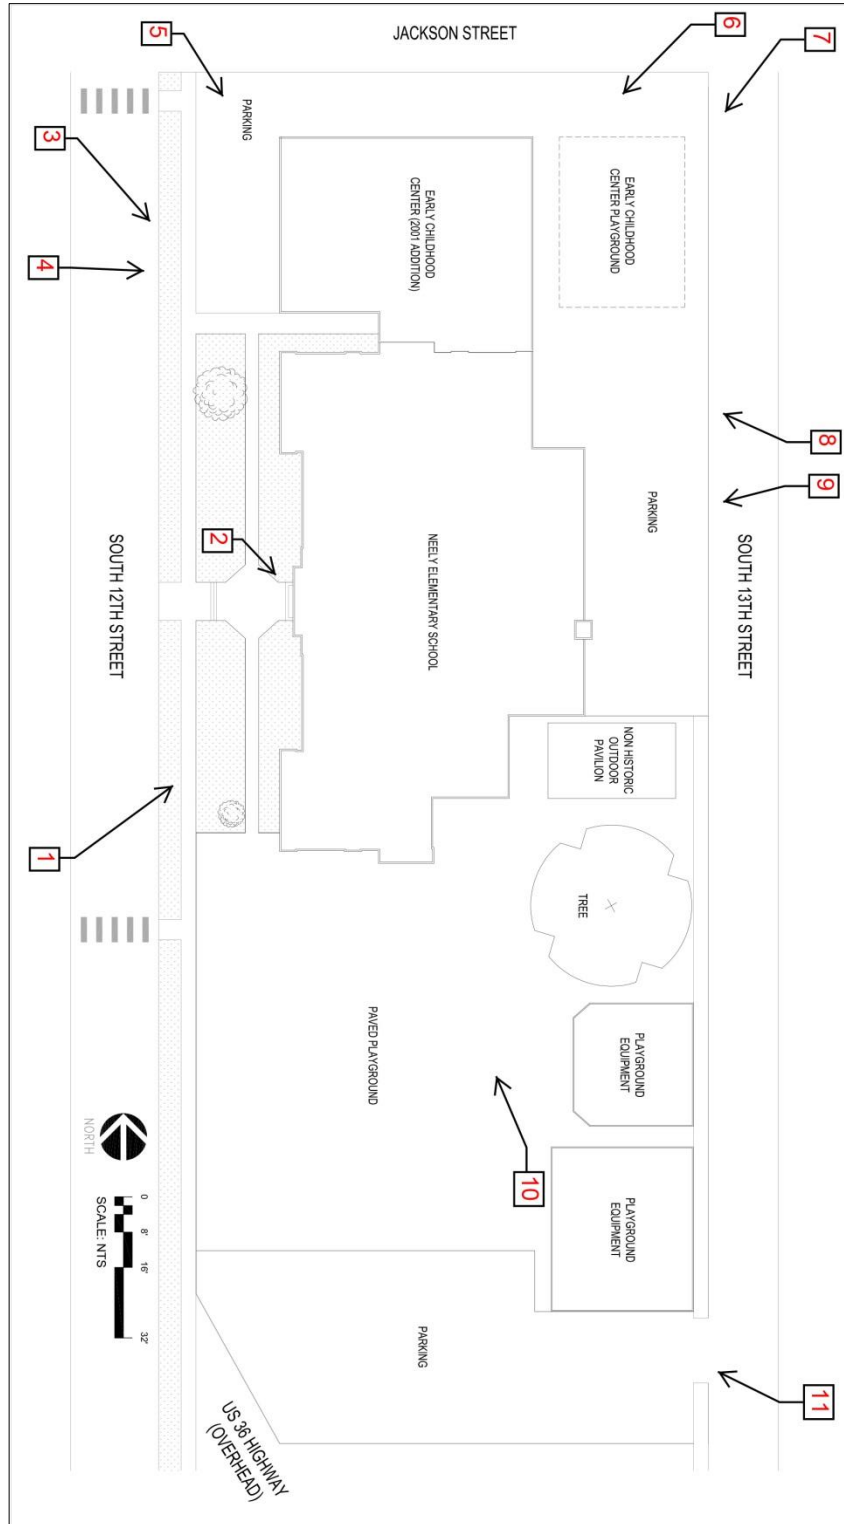 JACKSON STREET
5
6
7
PARKING
3
EARLY CHILDHOOD
CENTER (2001 ADDITION)
EARLY CHILDHOOD
CENTER PLAYGROUND
4
8
9
2
PARKING
SOUTH 12TH STREET
NEELY ELEMENTARY SCHOOL
SOUTH 13TH STREET
NON HISTORIC
OUTDOOR
PAVILION
1
TREE
PAVED PLAYGROUND
PLAYGROUND
EQUIPMENT
NORTH
10
PLAYGROUND
EQUIPMENT
0
8'
16'
32'
SCALE: NTS
PARKING
11
US 36 HIGHWAY
(OVERHEAD)